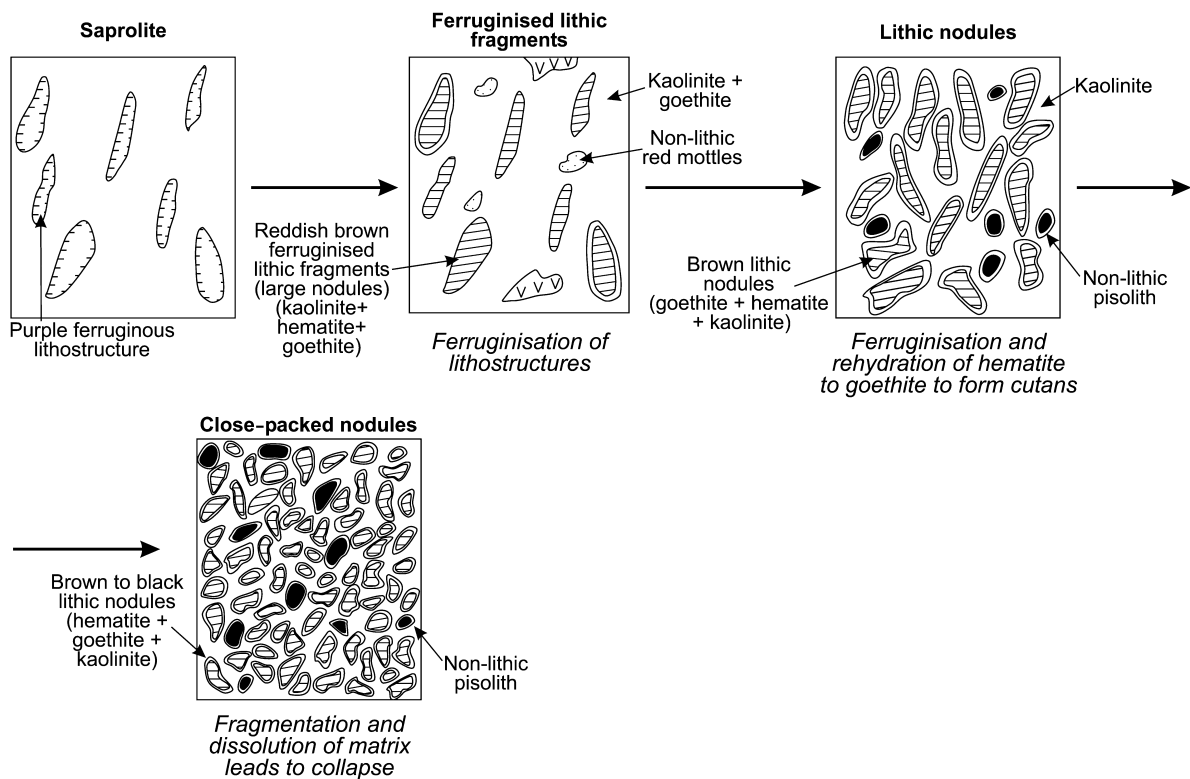 Saprolite
Purple ferruginous
lithostructure
Ferruginised lithic
fragments
Kaolinite +
goethite
Non-lithic
red mottles
Reddish brown
ferruginised
lithic fragments
(large nodules)
(kaolinite+
hematite+
goethite)
Ferruginisation of
lithostructures
Lithic nodules
Kaolinite
Brown lithic
nodules
(goethite + hematite
+ kaolinite)
Non-lithic
pisolith
Ferruginisation and
rehydration of hematite
to goethite to form cutans
Close-packed nodules
Brown to black
lithic nodules
(hematite +
goethite +
kaolinite)
Non-lithic
pisolith
Fragmentation and
dissolution of matrix
leads to collapse